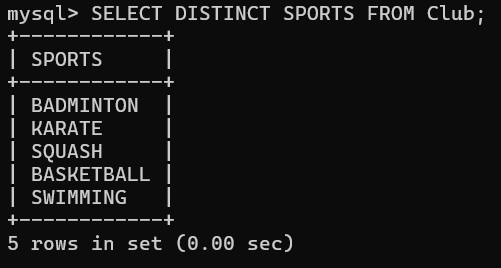 mysql> SELECT DISTINCT SPORTS FROM Club;
+------------+
| SPORTS     |
+------------+
| BADMINTON  |
| KARATE     |
| SQUASH     |
| BASKETBALL |
| SWIMMING   |
+------------+
5 rows in set (0.00 sec)